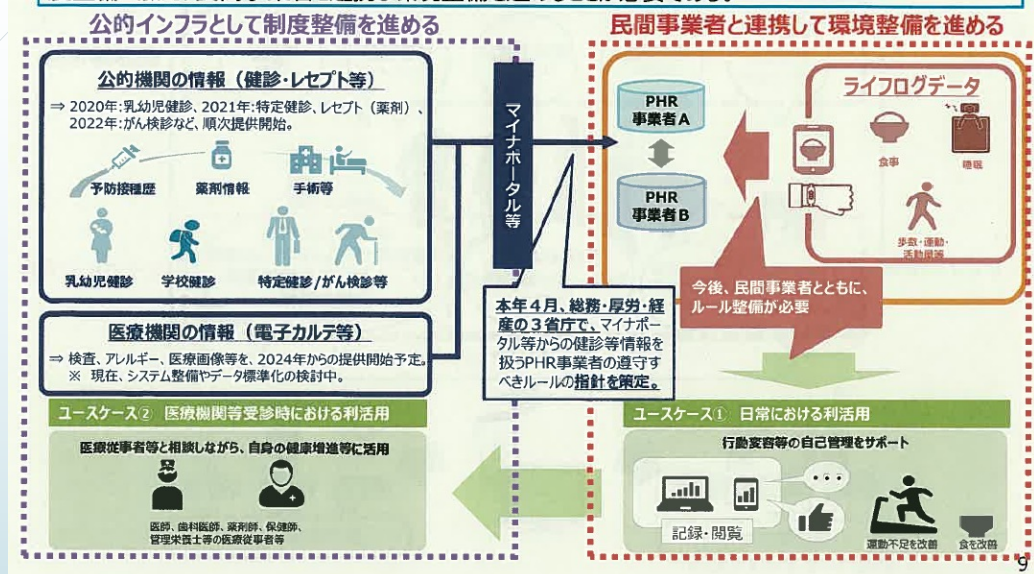 公的インフラとして制度整備を進める
民間事業者と連携して環境整備を進める
公的機関の情報（健診・レセプト等）
⇒ 2020年:乳幼児健診、2021年:特定健診、レセプト（薬剤）、
2022年:がん検診など、順次提供開始。
予防接種歴
薬剤情報
手術等
乳幼児健診
学校健診
特定健診/がん検診等
医療機関の情報（電子カルテ等）
⇒ 検査、アレルギー、医療画像等を、2024年からの提供開始予定。
※ 現在、システム整備やデータ標準化の検討中。
マイナポータル等
PHR
事業者A
PHR
事業者B
ライフログデータ
食事
睡眠
歩数・運動・
活動量等
今後、民間事業者とともに、
ルール整備が必要
本年４月、総務・厚労・経
産の３省庁で、マイナポー
タル等からの健診等情報を
扱うPHR事業者の遵守す
べきルールの指針を策定。
ユースケース② 医療機関等受診時における利活用
医療従事者等と相談しながら、自身の健康増進等に活用
医師、歯科医師、薬剤師、保健師、
管理栄養士等の医療従事者等
ユースケース① 日常における利活用
行動変容等の自己管理をサポート
記録・閲覧
運動不足を改善
食を改善
9